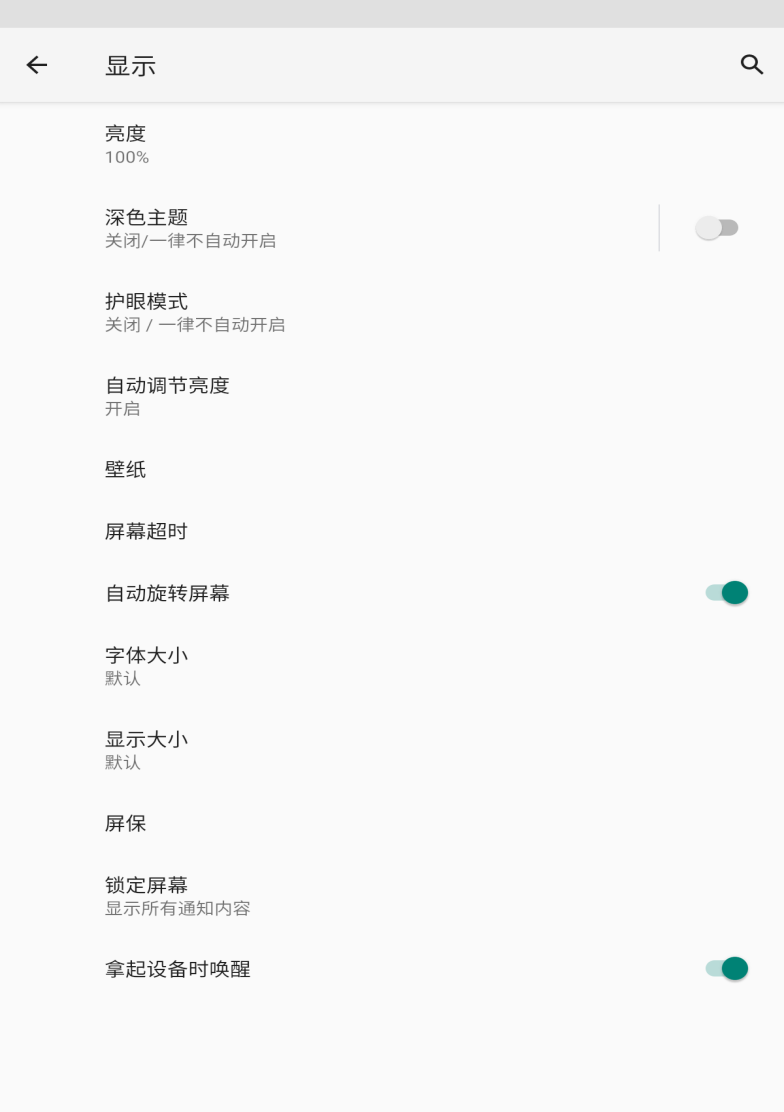 显示
亮度
100%
深色主题
关闭/一律不自动开启
护眼模式
关闭 / 一律不自动开启
自动调节亮度
开启
壁纸
屏幕超时
自动旋转屏幕
字体大小
默认
显示大小
默认
屏保
锁定屏幕
显示所有通知内容
拿起设备时唤醒